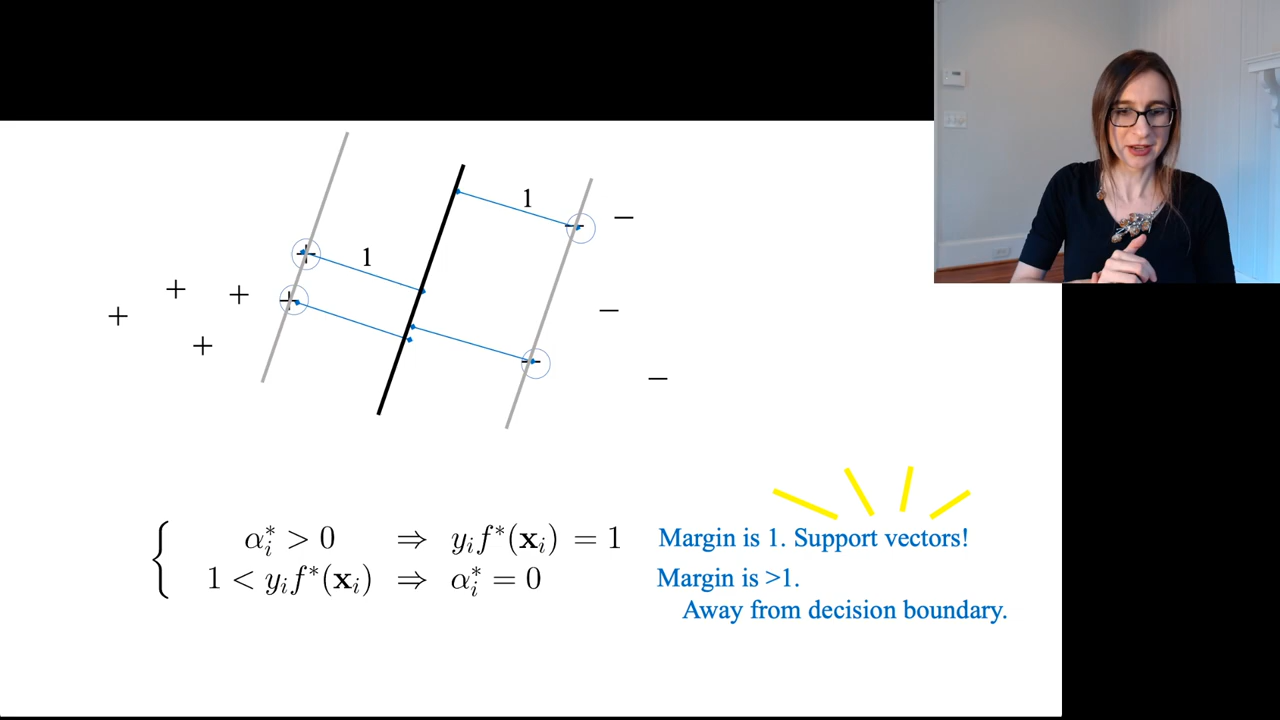 1
1
+ + + +
+ +
− − −
− −
α*ᵢ > 0 ⇒ yᵢf*(𝐱ᵢ) = 1 Margin is 1. Support vectors!
1 < yᵢf*(𝐱ᵢ) ⇒ α*ᵢ = 0 Margin is >1.
Away from decision boundary.